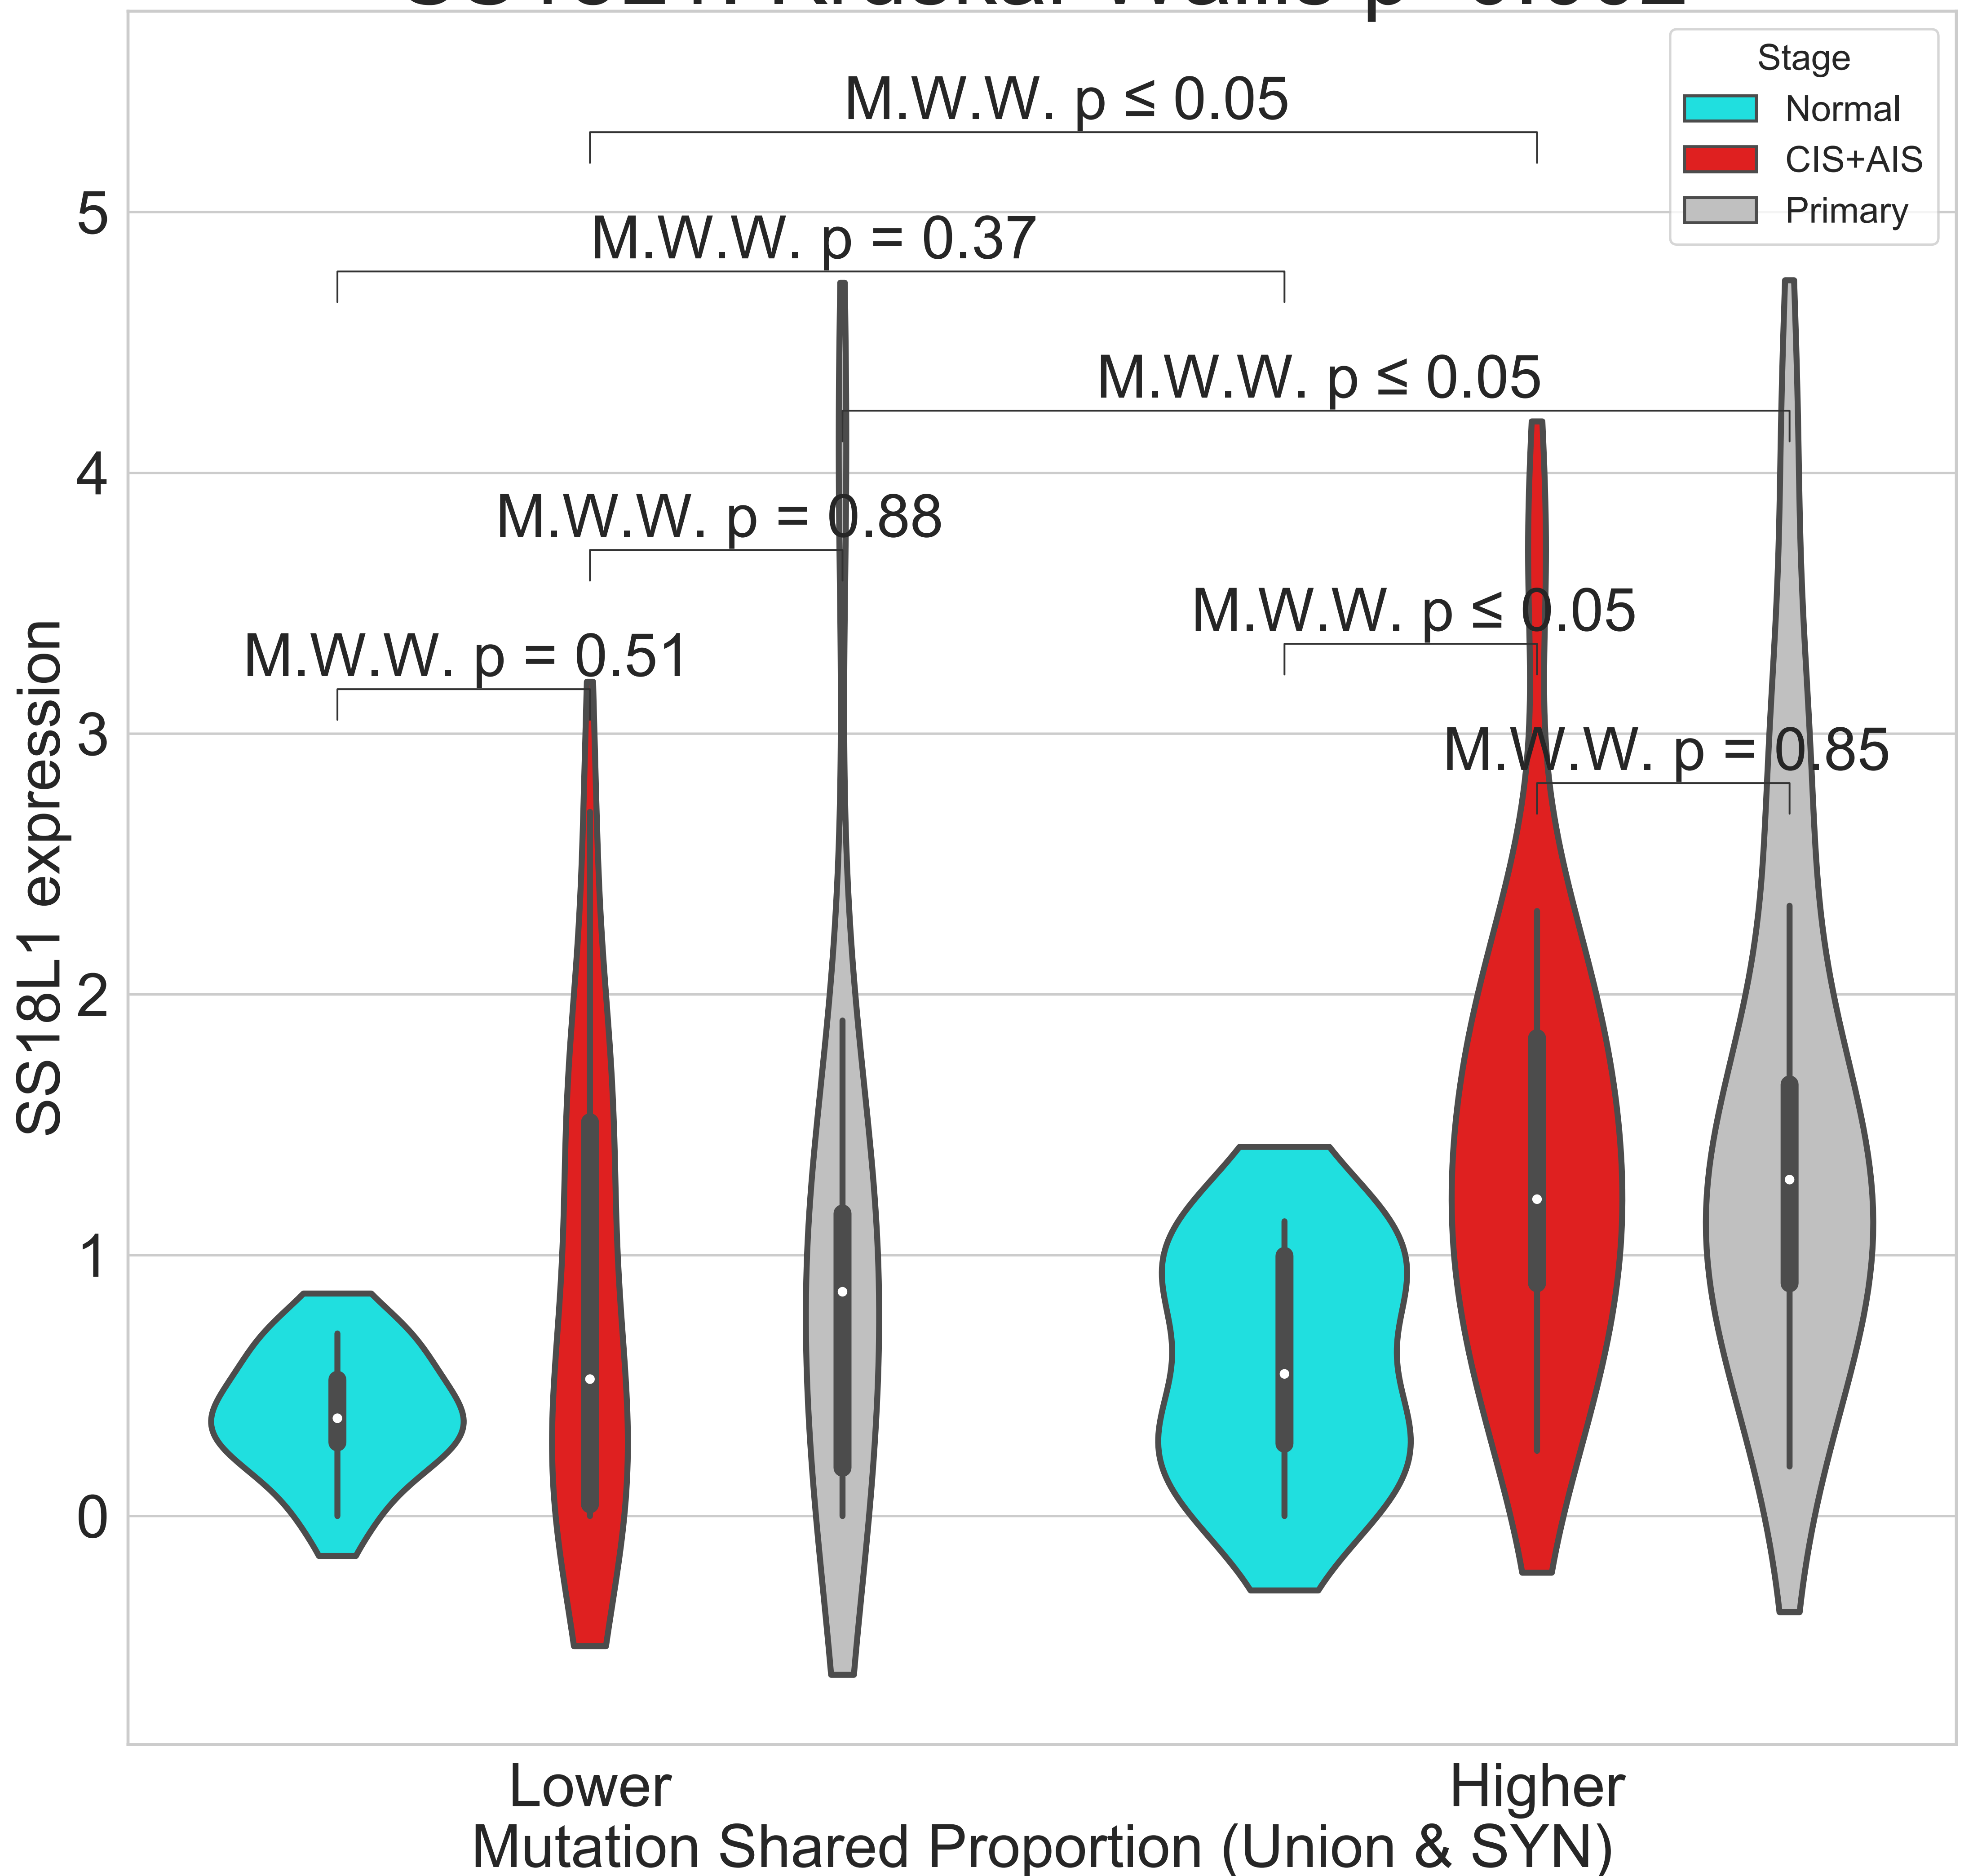 Stage
Normal
CIS+AIS
Primary
M.W.W. p ≤ 0.05
M.W.W. p = 0.37
M.W.W. p ≤ 0.05
M.W.W. p = 0.88
M.W.W. p ≤ 0.05
M.W.W. p = 0.51
M.W.W. p = 0.85
SS18L1 expression
5
4
3
2
1
0
Lower
Higher
Mutation Shared Proportion (Union & SYN)